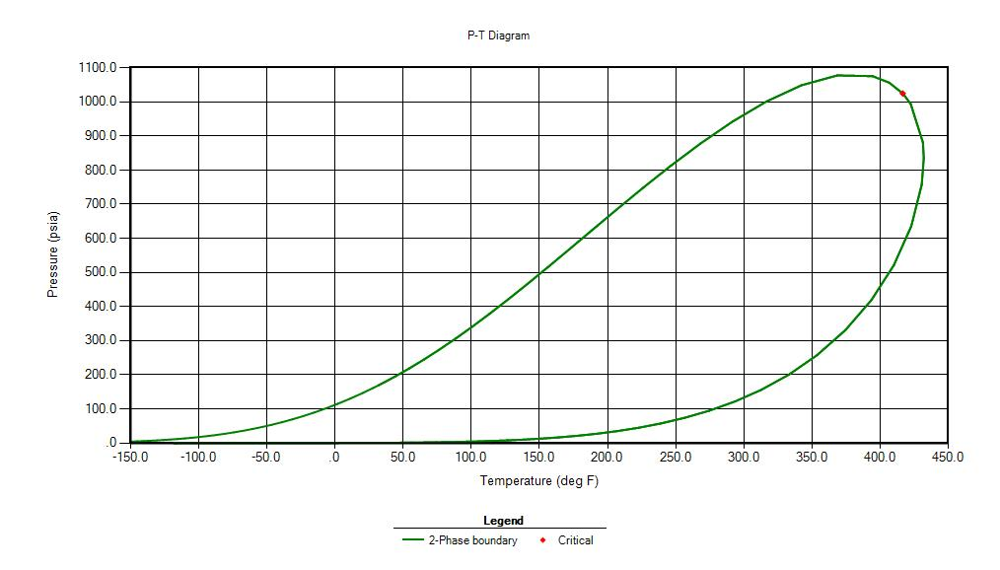 P-T Diagram
1100.0
1000.0
900.0
800.0
700.0
600.0
500.0
400.0
300.0
200.0
100.0
.0
Pressure (psia)
-150.0 -100.0 -50.0 .0 50.0 100.0 150.0 200.0 250.0 300.0 350.0 400.0 450.0
Temperature (deg F)
Legend
2-Phase boundary Critical